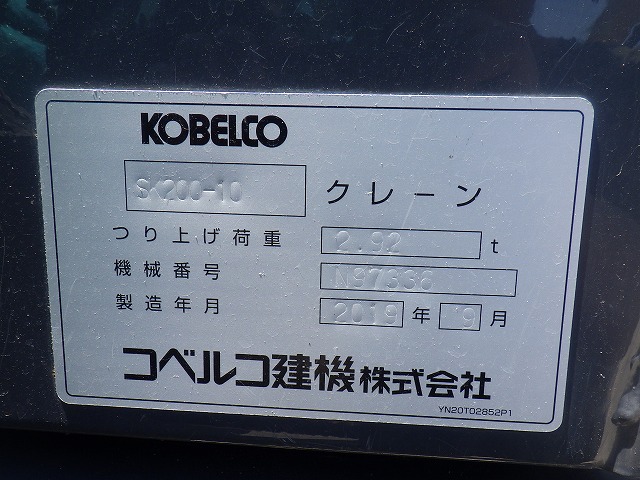 KOBELCO
SK200-10 クレーン
つり上げ荷重 2.92 t
機械番号 N97336
製造年月 2019 年 9 月
コベルコ建機株式会社
YN20T02852P1